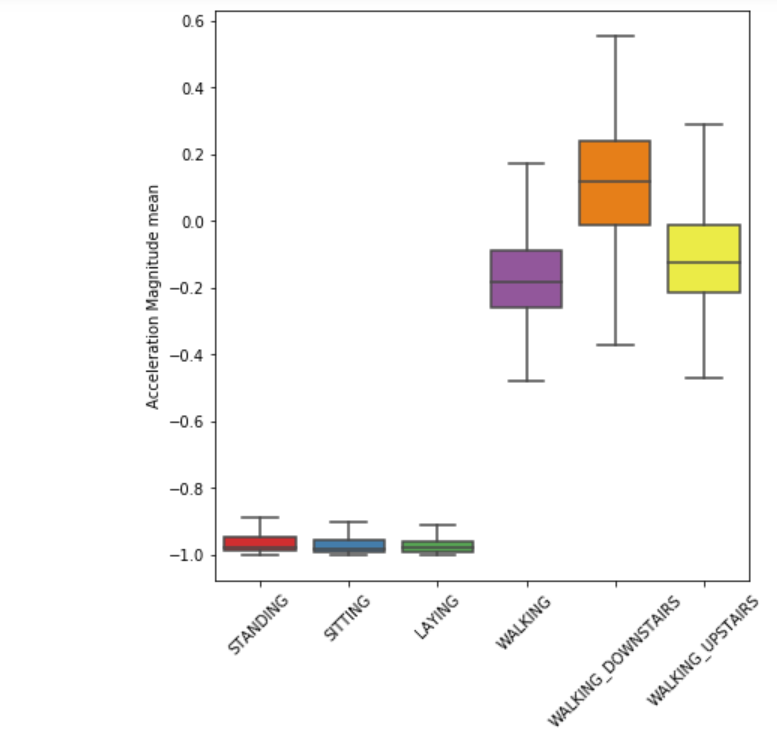 0.6
0.4
0.2
0.0
−0.2
−0.4
−0.6
−0.8
−1.0
Acceleration Magnitude mean
STANDING
SITTING
LAYING
WALKING
WALKING_DOWNSTAIRS
WALKING_UPSTAIRS